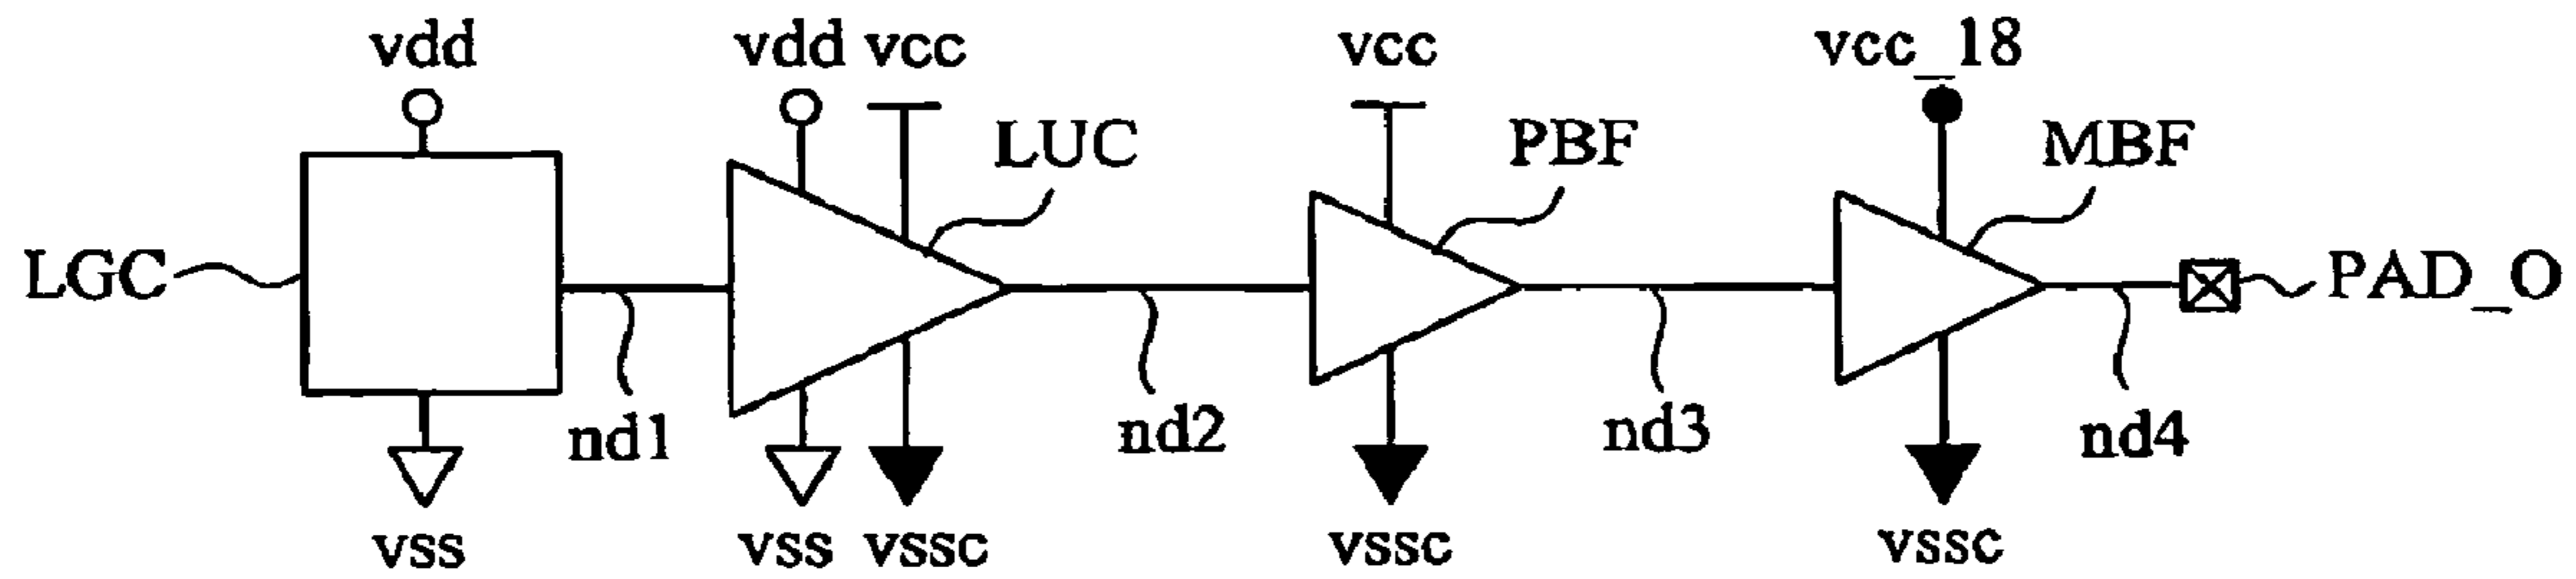 vdd
vdd vcc
vcc
vcc_18
LUC
PBF
MBF
LGC
PAD_O
nd1
nd2
nd3
nd4
vss
vss vssc
vssc
vssc